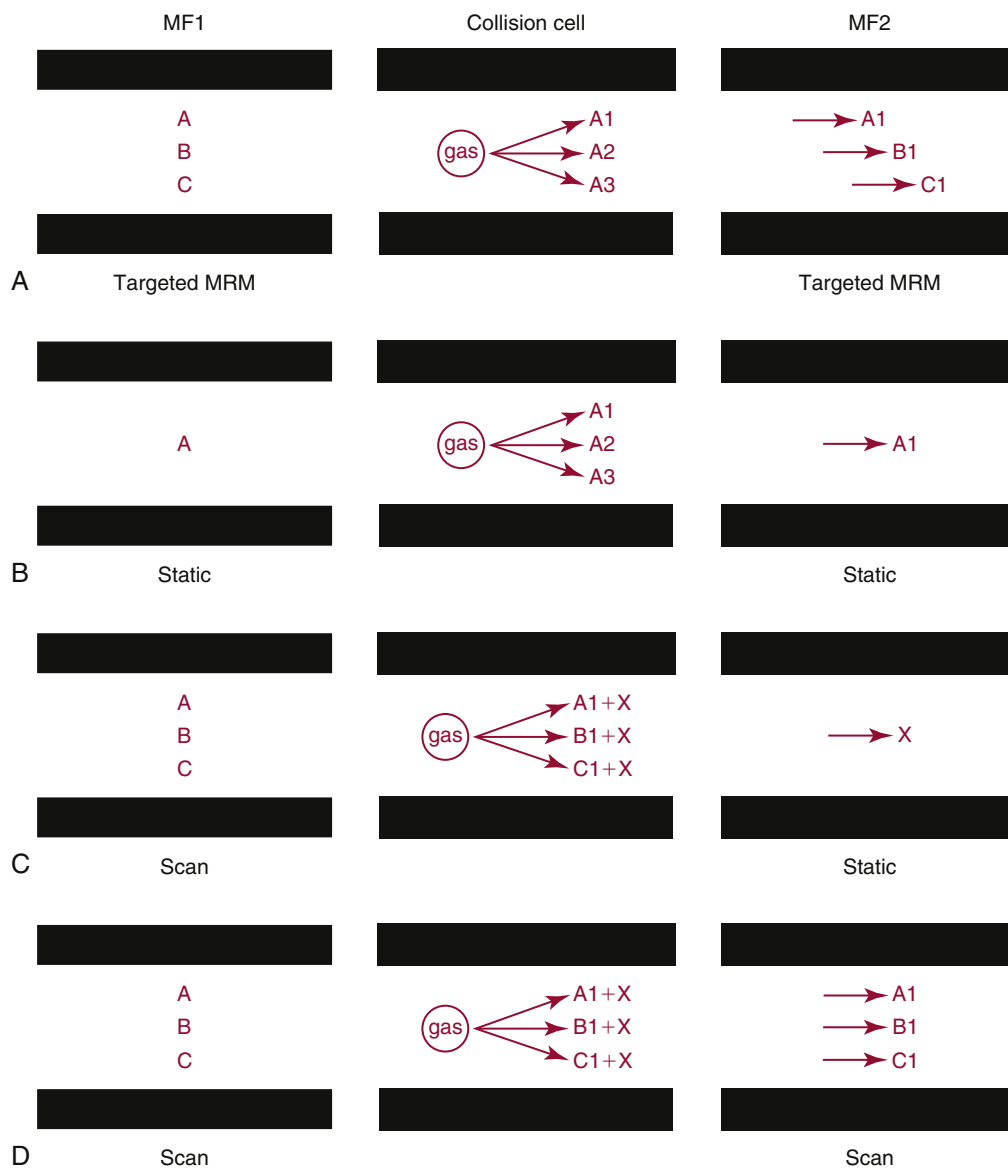 MF1 Collision cell MF2
A A1 A1
B gas A2 B1
C A3 C1
A Targeted MRM Targeted MRM
A1
A gas A2 A1
A3
B Static Static
A A1+X
B gas B1+X X
C C1+X
C Scan Static
A A1+X A1
B gas B1+X B1
C C1+X C1
D Scan Scan